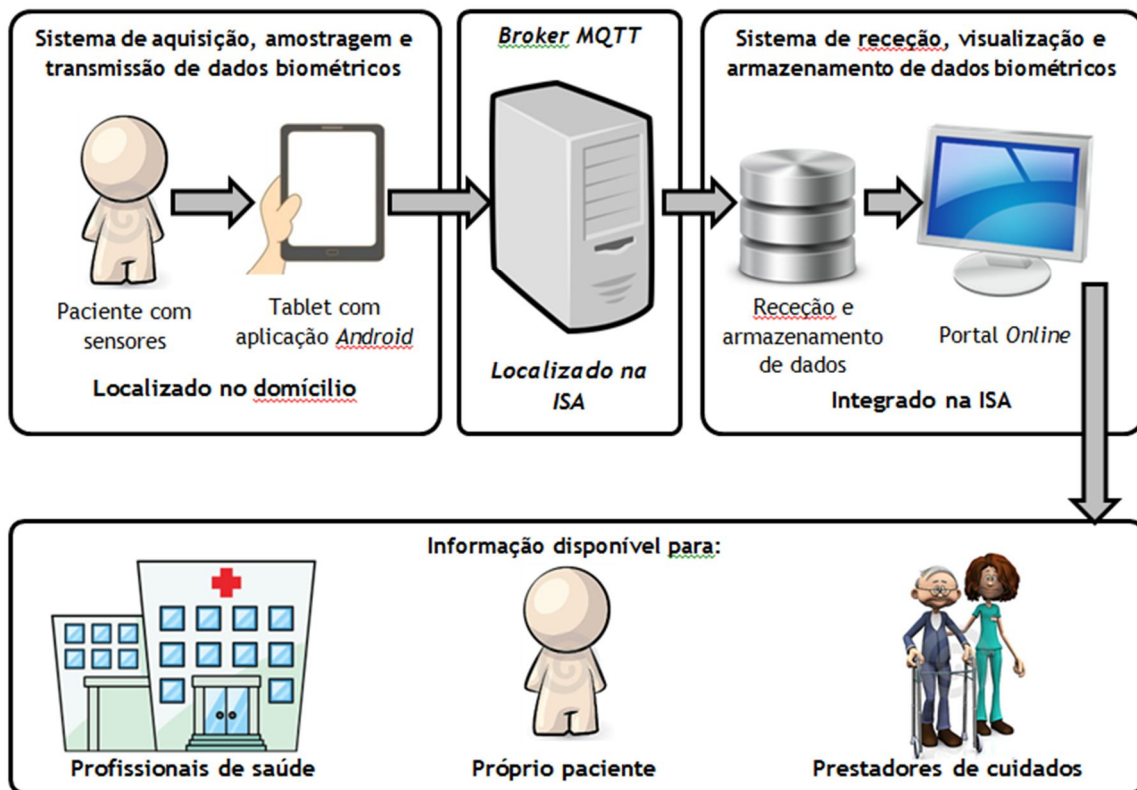 Sistema de aquisição, amostragem e
transmissão de dados biométricos
Paciente com
sensores
Tablet com
aplicação Android
Localizado no domícilio
Broker MQTT
Localizado na
ISA
Sistema de receção, visualização e
armazenamento de dados biométricos
Receção e
armazenamento
de dados
Portal Online
Integrado na ISA
Informação disponível para:
Profissionais de saúde
Próprio paciente
Prestadores de cuidados